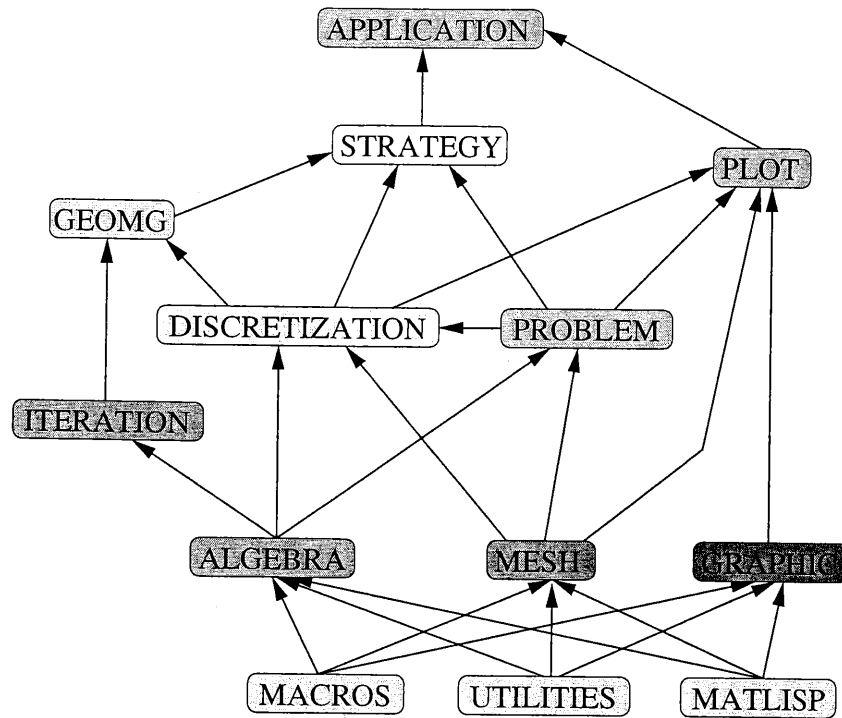 APPLICATION
STRATEGY
PLOT
GEOMG
DISCRETIZATION
PROBLEM
ITERATION
ALGEBRA
MESH
GRAPHIC
MACROS
UTILITIES
MATLISP